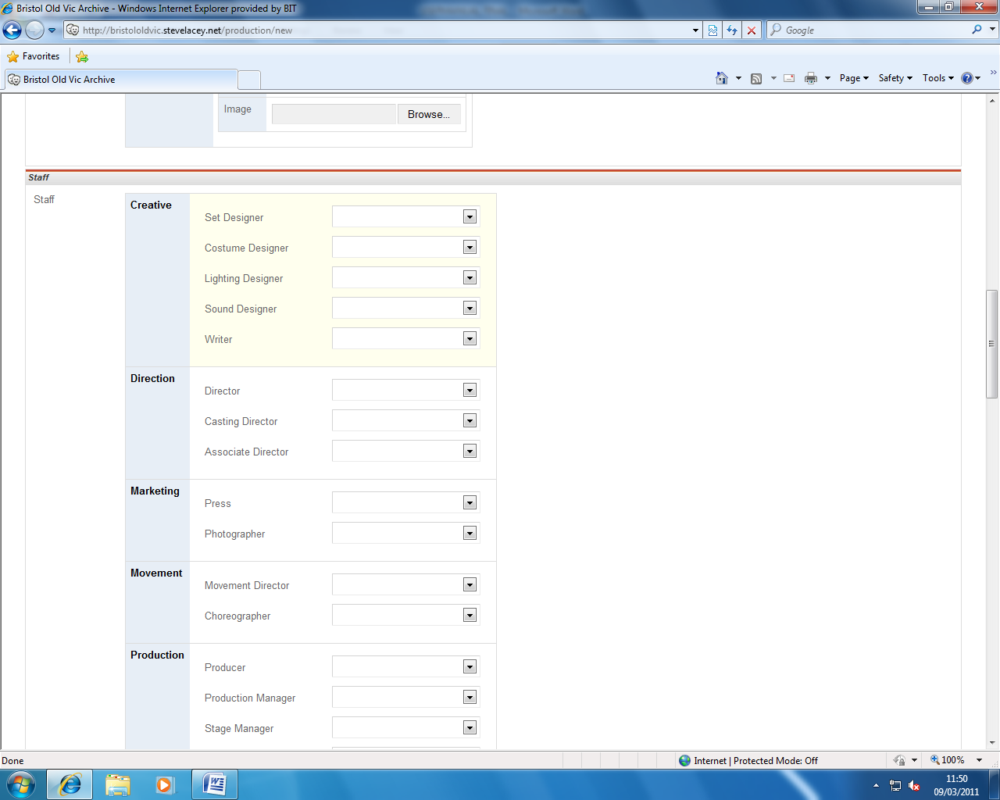 Bristol Old Vic Archive - Windows Internet Explorer provided by BIT
http://bristololdvic.stevelacey.net/production/new
Google
Favorites
Bristol Old Vic Archive
Page Safety Tools
Image Browse...
Staff
Staff
Creative
Set Designer
Costume Designer
Lighting Designer
Sound Designer
Writer
Direction
Director
Casting Director
Associate Director
Marketing
Press
Photographer
Movement
Movement Director
Choreographer
Production
Producer
Production Manager
Stage Manager
Done Internet | Protected Mode: Off 100%
11:50
09/03/2011